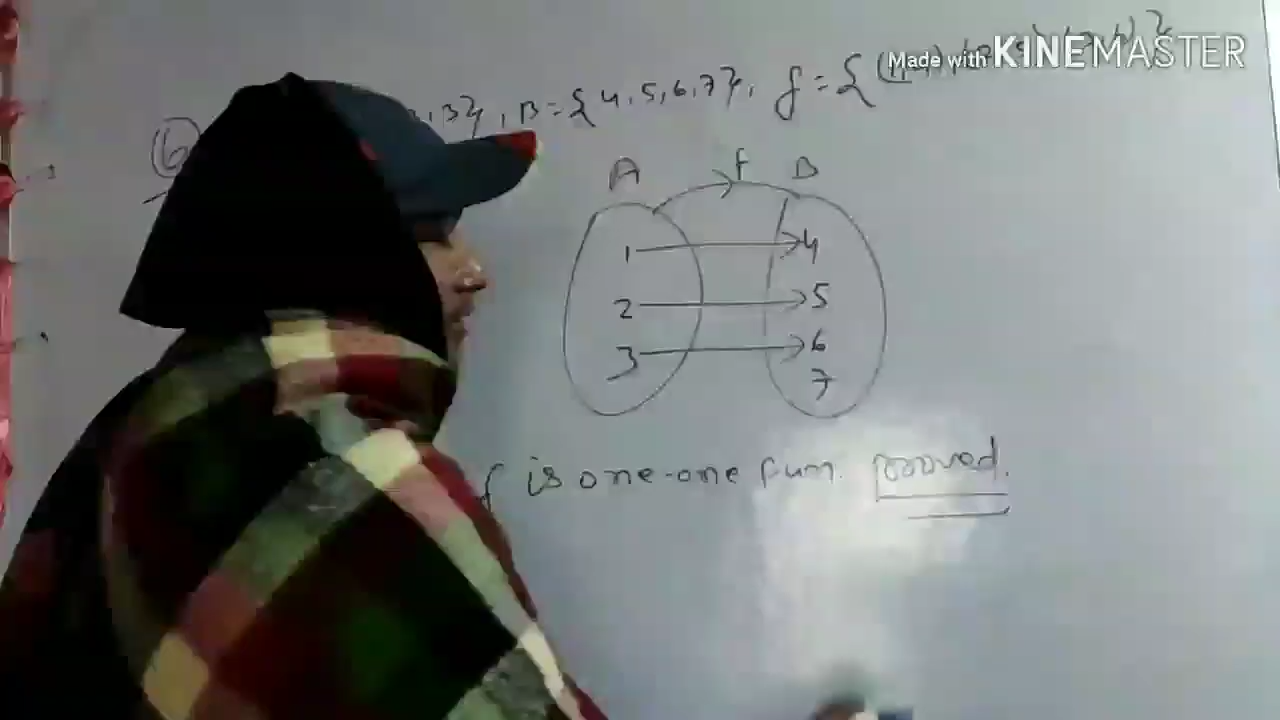 Made with KINEMASTER
6 , 3}, B={4,5,6,7}, f={
A f B
1 4
2 5
3 6
7
f is one-one fun. prooved.